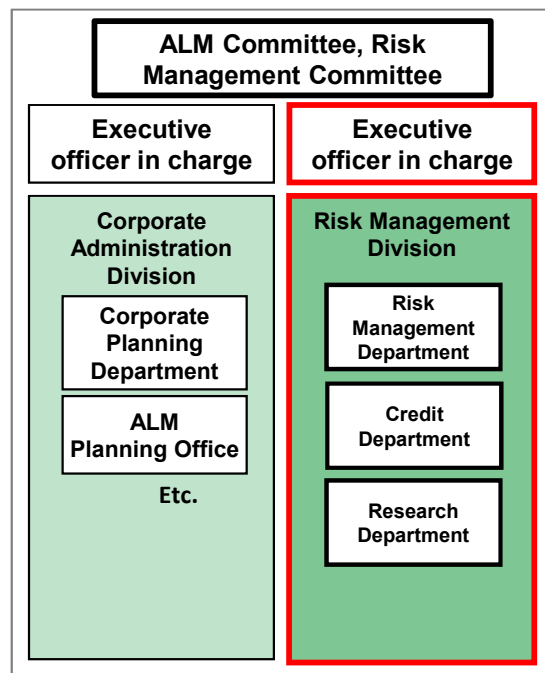 ALM Committee, Risk
Management Committee
Executive
officer in charge
Executive
officer in charge
Corporate
Administration
Division
Corporate
Planning
Department
ALM
Planning Office
Etc.
Risk Management
Division
Risk
Management
Department
Credit
Department
Research
Department